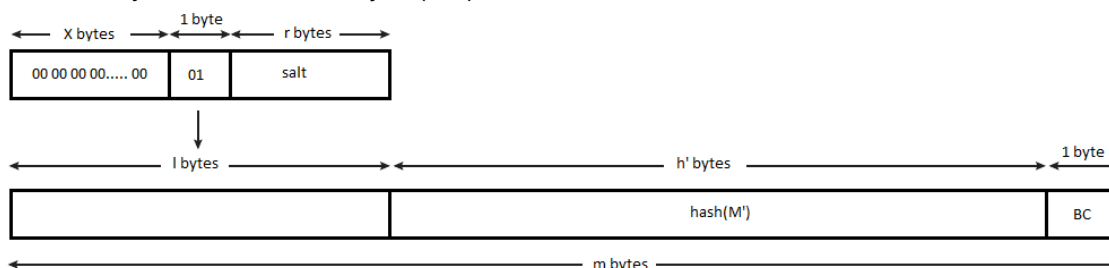 1 byte
X bytes r bytes
00 00 00 00..... 00 01 salt
l bytes h' bytes 1 byte
hash(M') BC
m bytes